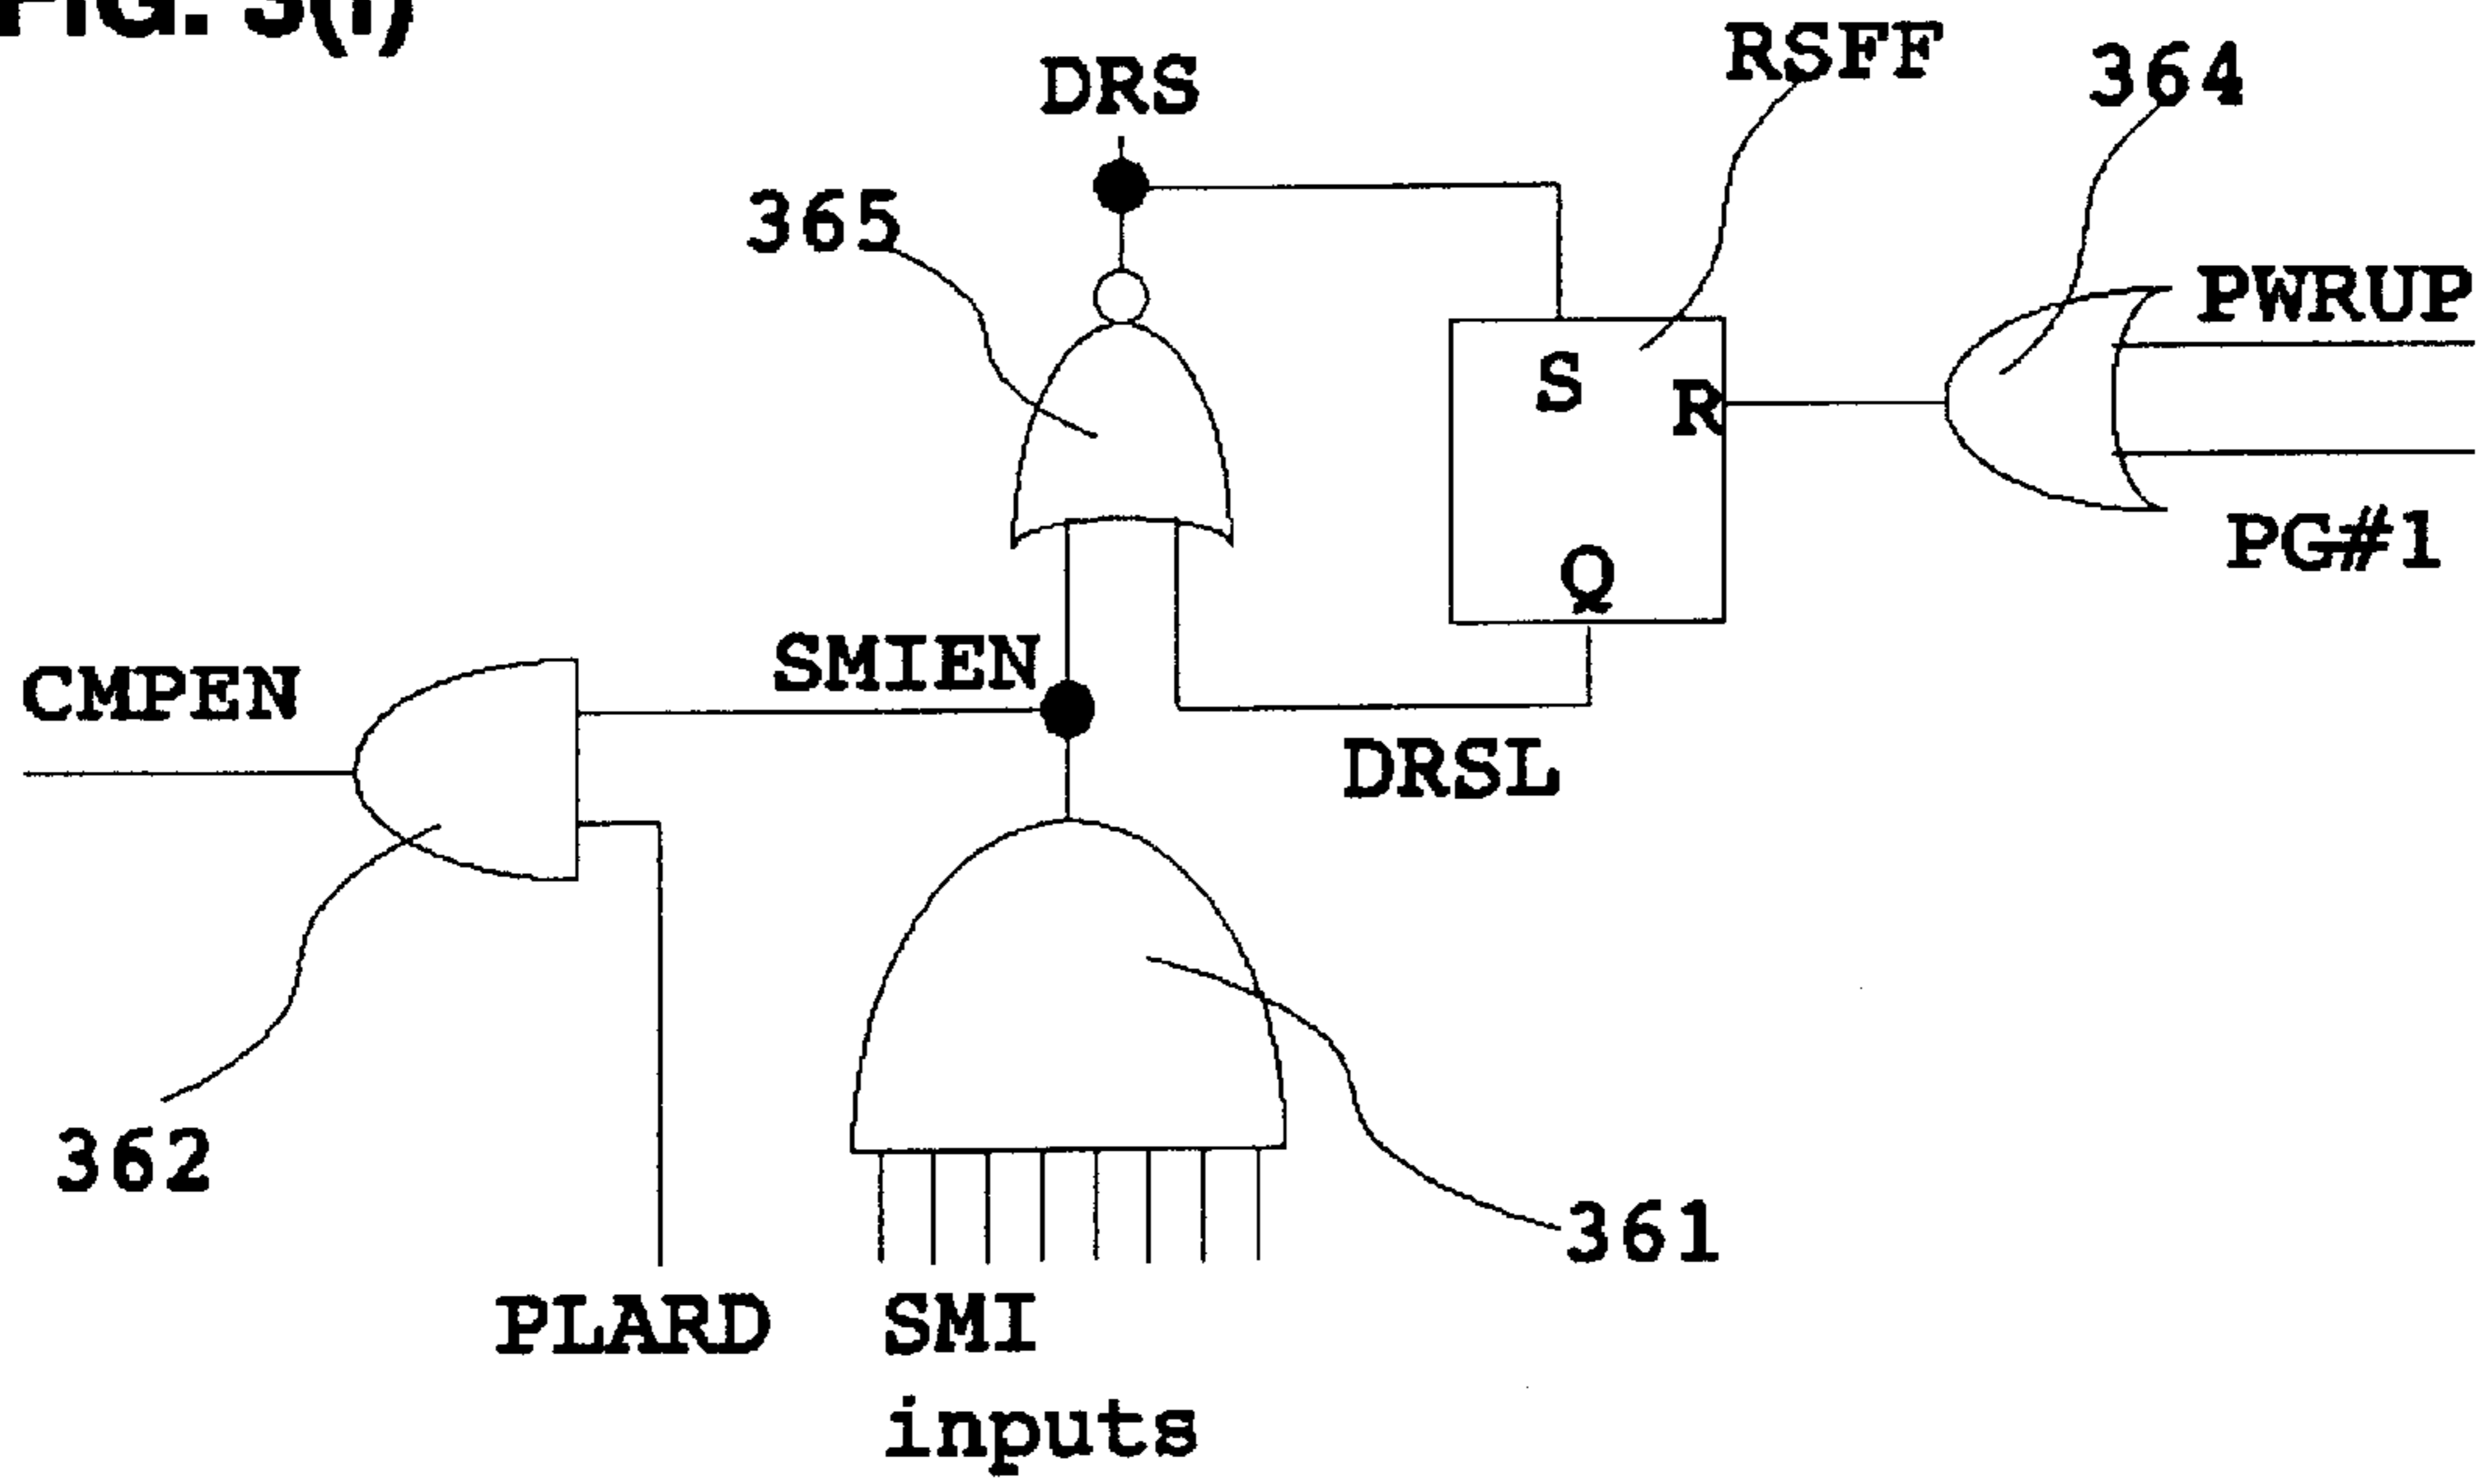 FIG. 3(i)
DRS
RSFF
364
365
PWRUP
S
R
PG#1
Q
SMIEN
CMPEN
DRSL
362
361
PLARD
SMI
inputs